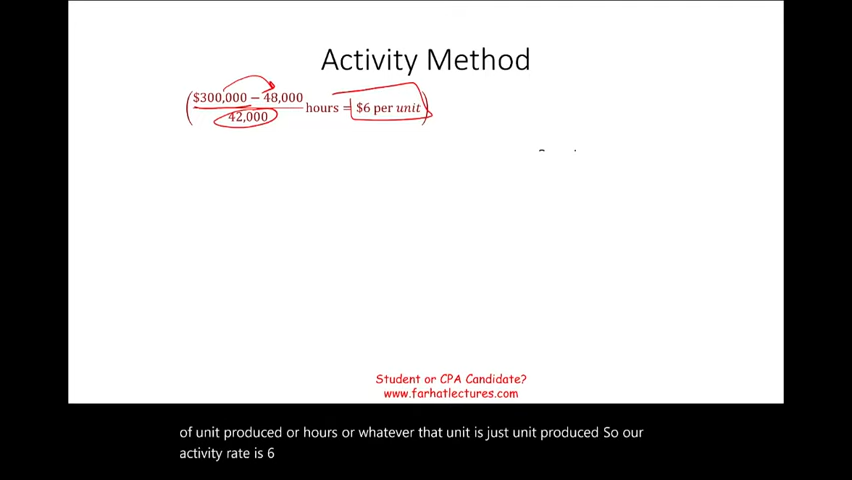 Activity Method
($300,000 − 48,000
42,000
hours = $6 per unit)
Student or CPA Candidate?
www.farhatlectures.com
of unit produced or hours or whatever that unit is just unit produced So our
activity rate is 6